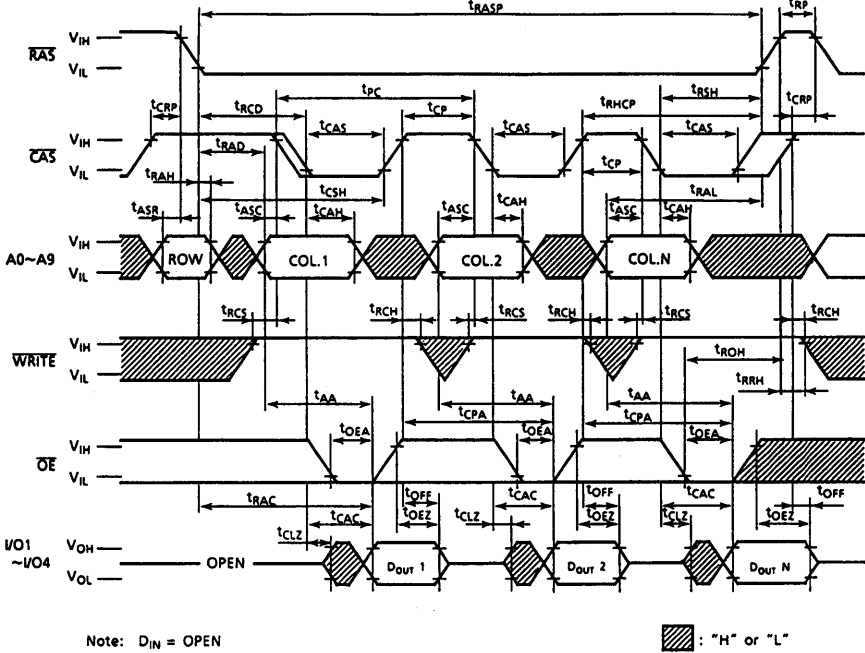 tRASP
tRP
RAS
VIH
VIL
tPC
tRSH
tCRP
tRCD
tCP
tRHCP
tCRP
CAS
VIH
VIL
tCAS
tCAS
tCAS
tRAD
tCP
tRAH
tCSH
tRAL
tASR
tASC
tCAH
tASC
tCAH
tASC
tCAH
A0~A9
VIH
VIL
ROW
COL.1
COL.2
COL.N
tRCS
tRCH
tRCS
tRCH
tRCS
tRCH
WRITE
VIH
VIL
tROH
tRRH
tAA
tAA
tAA
tCPA
tCPA
tOEA
tOEA
tOEA
OE
VIH
VIL
tRAC
tOFF
tCAC
tOFF
tCAC
tOFF
tCAC
tOEZ
tCLZ
tOEZ
tCLZ
tOEZ
tCLZ
I/O1
~I/O4
VOH
VOL
OPEN
DOUT 1
DOUT 2
DOUT N
Note: DIN = OPEN
: "H" or "L"